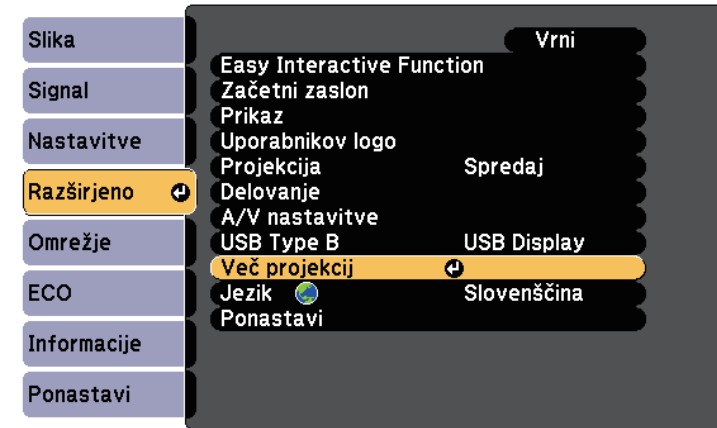 Slika
Signal
Nastavitve
Razširjeno
Omrežje
ECO
Informacije
Ponastavi
Vrni
Easy Interactive Function
Začetni zaslon
Prikaz
Uporabnikov logo
Projekcija Spredaj
Delovanje
A/V nastavitve
USB Type B USB Display
Več projekcij
Jezik Slovenščina
Ponastavi